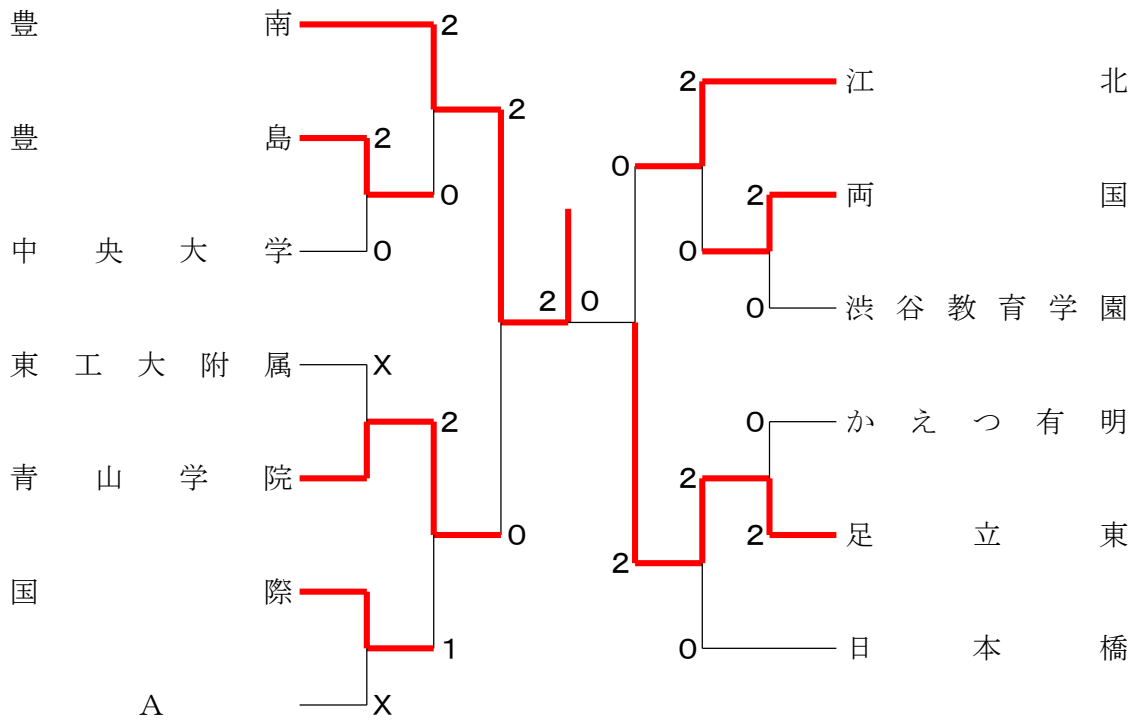 豊南 2
江北 2
2
豊島 2
0
両国 2
0
0
中央大学 0
渋谷教育学園 0
2 0
東工大附属 X
かえつ有明 0
2
青山学院
2
足立東 2
0
国際
2
日本橋 0
1
A X